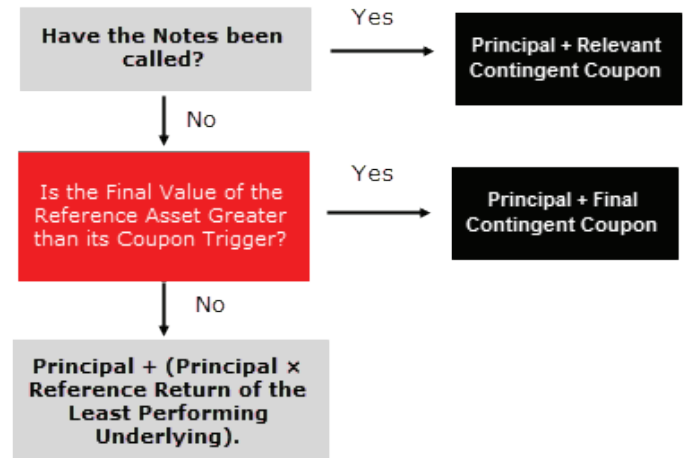 Have the Notes been
called?
Yes
Principal + Relevant
Contingent Coupon
No
Is the Final Value of the
Reference Asset Greater
than its Coupon Trigger?
Yes
Principal + Final
Contingent Coupon
No
Principal + (Principal ×
Reference Return of the
Least Performing
Underlying).